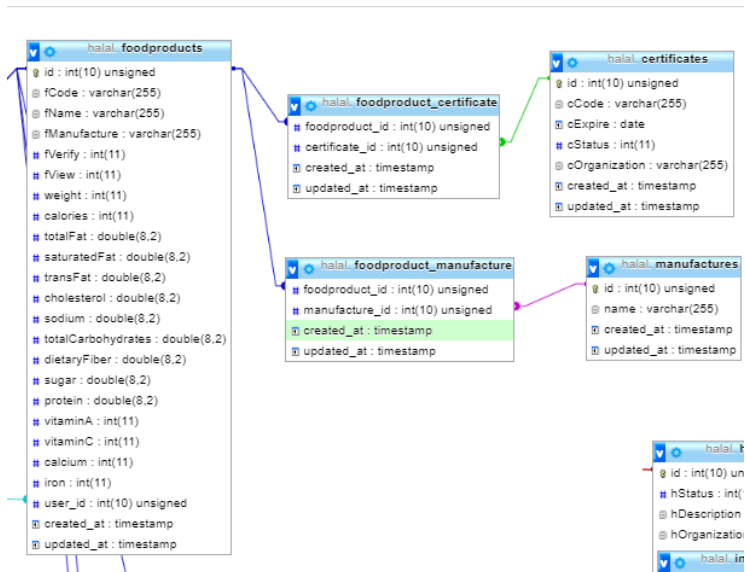 halal. foodproducts
id : int(10) unsigned
fCode : varchar(255)
fName : varchar(255)
fManufacture : varchar(255)
fVerify : int(11)
fView : int(11)
weight : int(11)
calories : int(11)
totalFat : double(8,2)
saturatedFat : double(8,2)
transFat : double(8,2)
cholesterol : double(8,2)
sodium : double(8,2)
totalCarbohydrates : double(8,2)
dietaryFiber : double(8,2)
sugar : double(8,2)
protein : double(8,2)
vitaminA : int(11)
vitaminC : int(11)
calcium : int(11)
iron : int(11)
user_id : int(10) unsigned
created_at : timestamp
updated_at : timestamp
halal. foodproduct_certificate
foodproduct_id : int(10) unsigned
certificate_id : int(10) unsigned
created_at : timestamp
updated_at : timestamp
halal. certificates
id : int(10) unsigned
cCode : varchar(255)
cExpire : date
cStatus : int(11)
cOrganization : varchar(255)
created_at : timestamp
updated_at : timestamp
halal. foodproduct_manufacture
foodproduct_id : int(10) unsigned
manufacture_id : int(10) unsigned
created_at : timestamp
updated_at : timestamp
halal. manufactures
id : int(10) unsigned
name : varchar(255)
created_at : timestamp
updated_at : timestamp
halal.
id : int(10) un
hStatus : int(
hDescription
hOrganizatio
halal. in